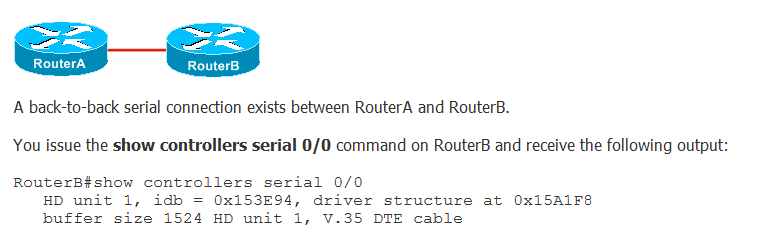 RouterA
RouterB
A back-to-back serial connection exists between RouterA and RouterB.
You issue the show controllers serial 0/0 command on RouterB and receive the following output:
RouterB#show controllers serial 0/0
HD unit 1, idb = 0x153E94, driver structure at 0x15A1F8
buffer size 1524 HD unit 1, V.35 DTE cable